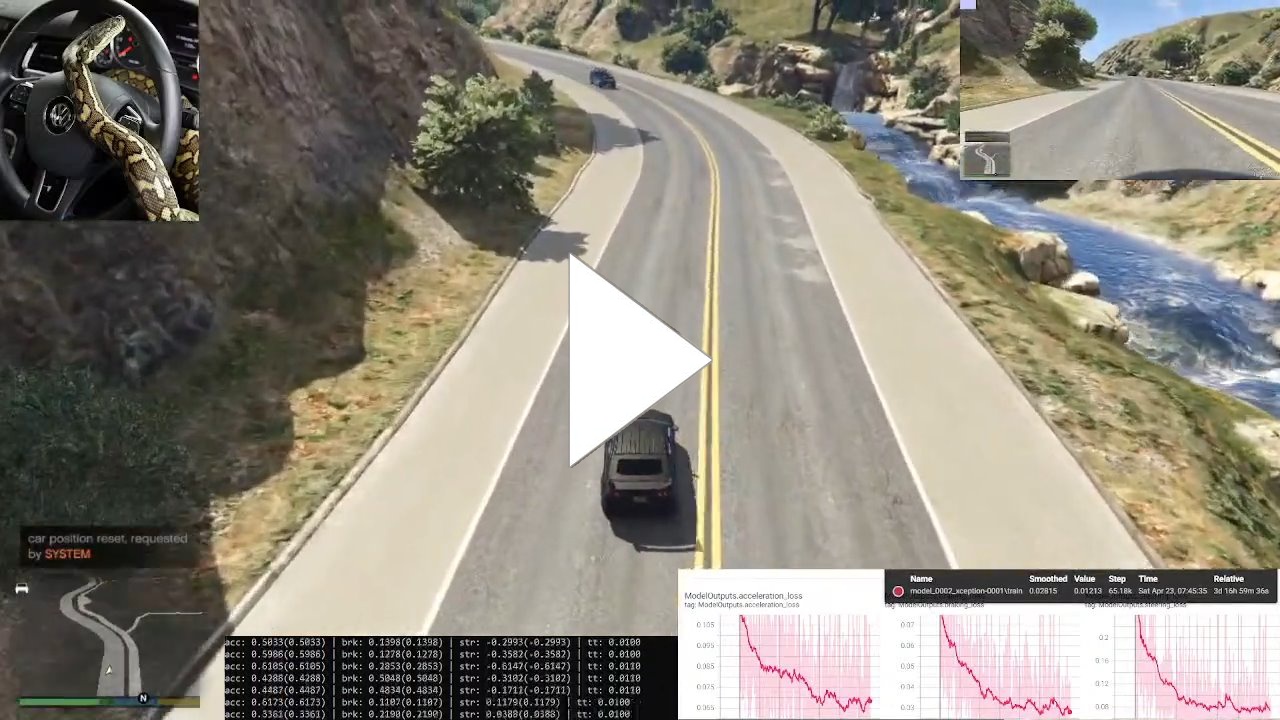 car position reset, requested
by SYSTEM
N
acc: 0.5033(0.5033) | brk: 0.1398(0.1398) | str: -0.2993(-0.2993) | tt: 0.0100
acc: 0.5986(0.5986) | brk: 0.1278(0.1278) | str: -0.3582(-0.3582) | tt: 0.0100
acc: 0.6105(0.6105) | brk: 0.2853(0.2853) | str: -0.6147(-0.6147) | tt: 0.0110
acc: 0.4288(0.4288) | brk: 0.5048(0.5048) | str: -0.3102(-0.3102) | tt: 0.0110
acc: 0.4487(0.4487) | brk: 0.4834(0.4834) | str: -0.1711(-0.1711) | tt: 0.0110
acc: 0.6173(0.6173) | brk: 0.1107(0.1107) | str: 0.1179(0.1179) | tt: 0.0100
brk: 0.2190(0.2190) | str: 0.0388(0.0388) | tt: 0.0100
Name Smoothed Value Step Time Relative
model_0002_xception-0001\train 0.02815 0.01213 65.18k Sat Apr 23, 07:45:35 3d 16h 59m 36s
ModelOutputs.acceleration_loss
tag: ModelOutputs.acceleration_loss
tag: ModelOutputs.braking_loss
tag: ModelOutputs.steering_loss
0.105
0.095
0.085
0.075
0.065
0.07
0.05
0.04
0.03
0.2
0.16
0.12
0.08